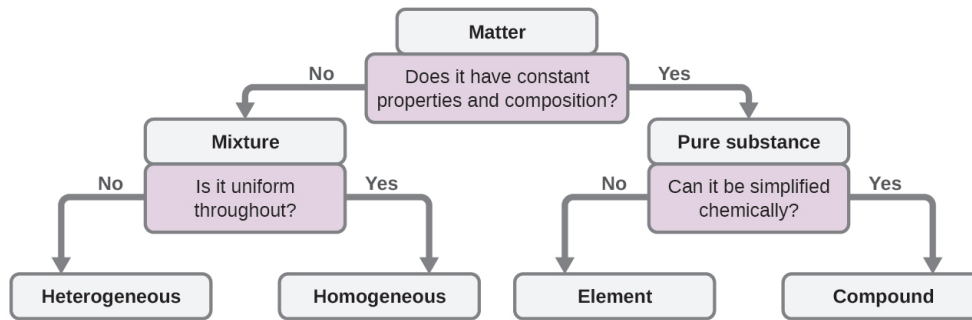 Matter
No
Does it have constant
properties and composition?
Yes
Mixture
Pure substance
No
Is it uniform
throughout?
Yes
No
Can it be simplified
chemically?
Yes
Heterogeneous
Homogeneous
Element
Compound